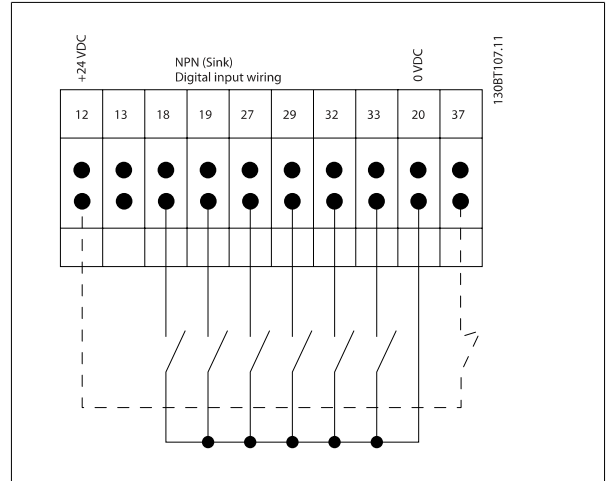 +24 VDC
NPN (Sink)
Digital input wiring
0 VDC
130BT107.11
12 13 18 19 27 29 32 33 20 37